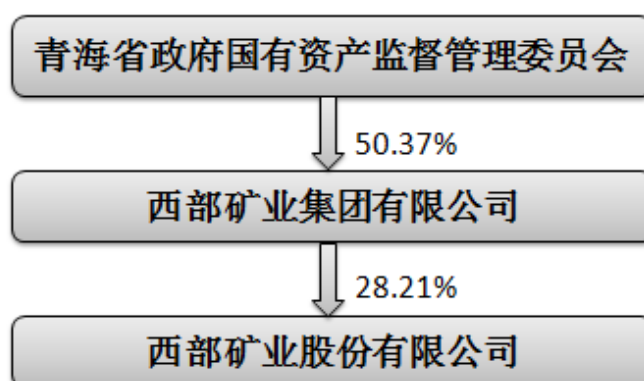 青海省政府国有资产监督管理委员会
50.37%
西部矿业集团有限公司
28.21%
西部矿业股份有限公司